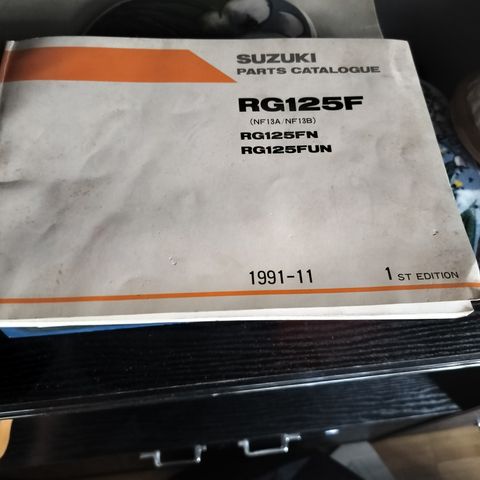 SUZUKI
PARTS CATALOGUE
RG125F
(NF13A/NF13B)
RG125FN
RG125FUN
1991-11 1 ST EDITION